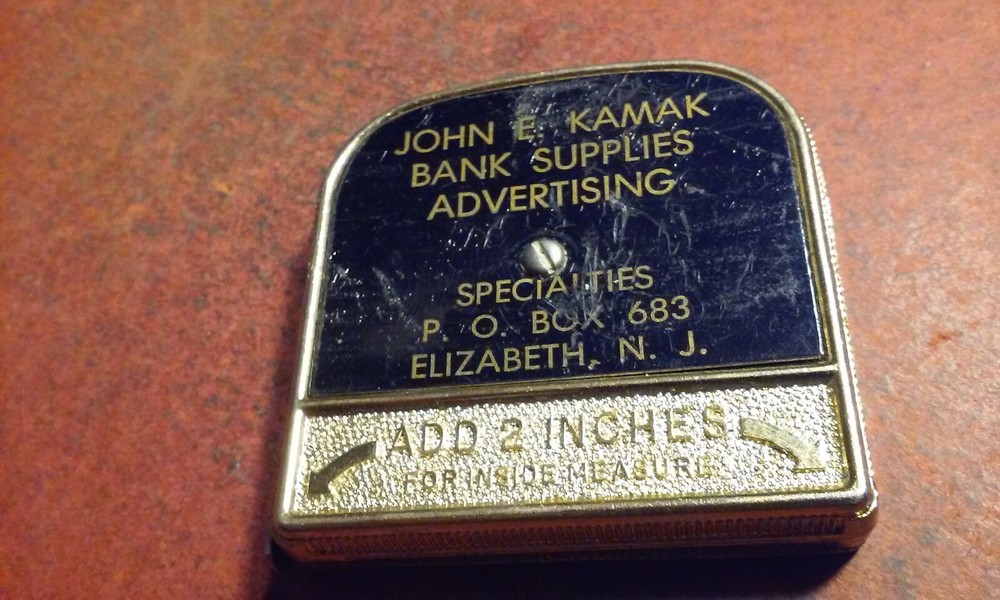 JOHN E. KAMAK
BANK SUPPLIES
ADVERTISING
SPECIALTIES
P. O. BOX 683
ELIZABETH, N. J.
ADD 2 INCHES
FOR INSIDE MEASURE